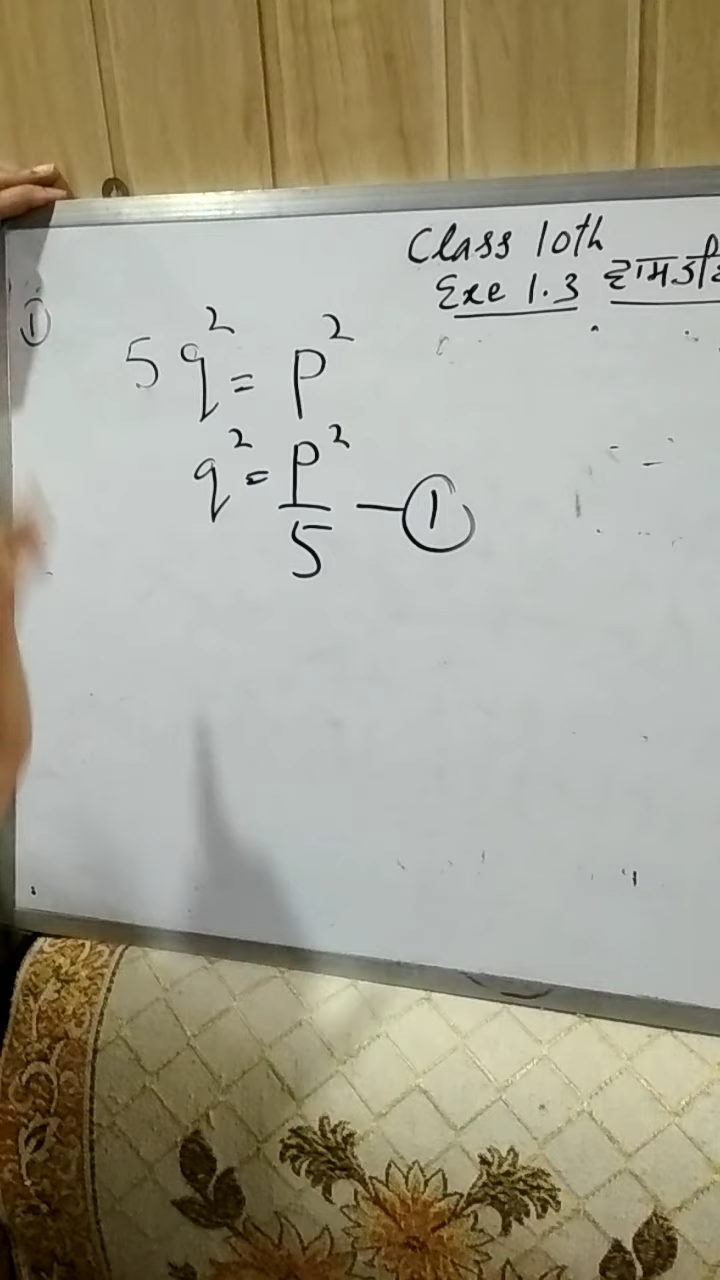 Class 10th
Exe 1.3
①
5q² = p²
q² = p²/5 — ①